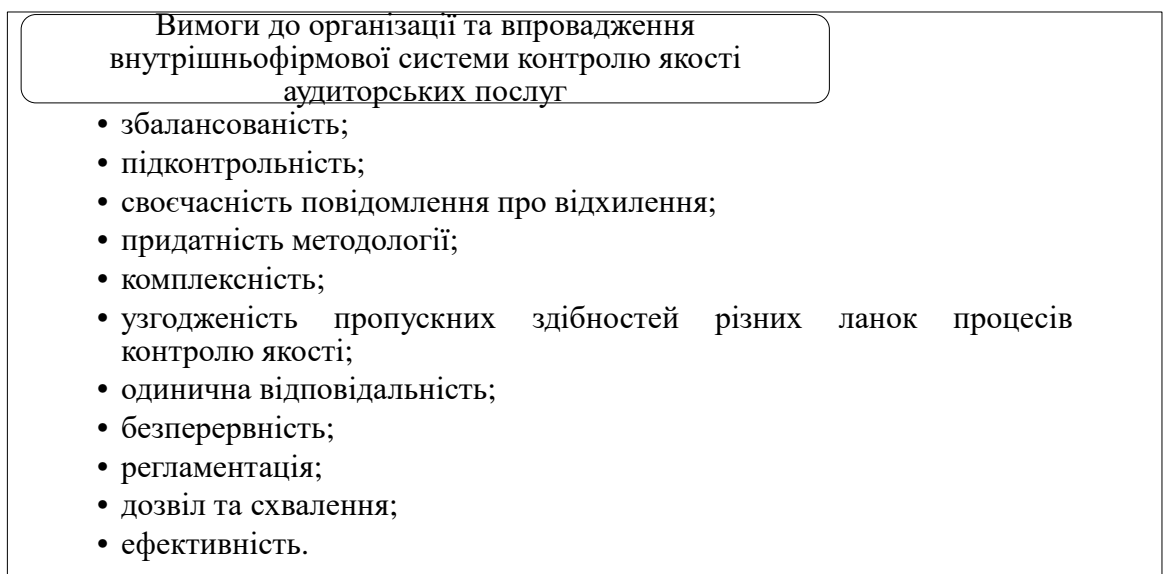 Вимоги до організації та впровадження
внутрішньофірмової системи контролю якості
аудиторських послуг
• збалансованість;
• підконтрольність;
• своєчасність повідомлення про відхилення;
• придатність методології;
• комплексність;
• узгодженість пропускних здібностей різних ланок процесів
контролю якості;
• одинична відповідальність;
• безперервність;
• регламентація;
• дозвіл та схвалення;
• ефективність.